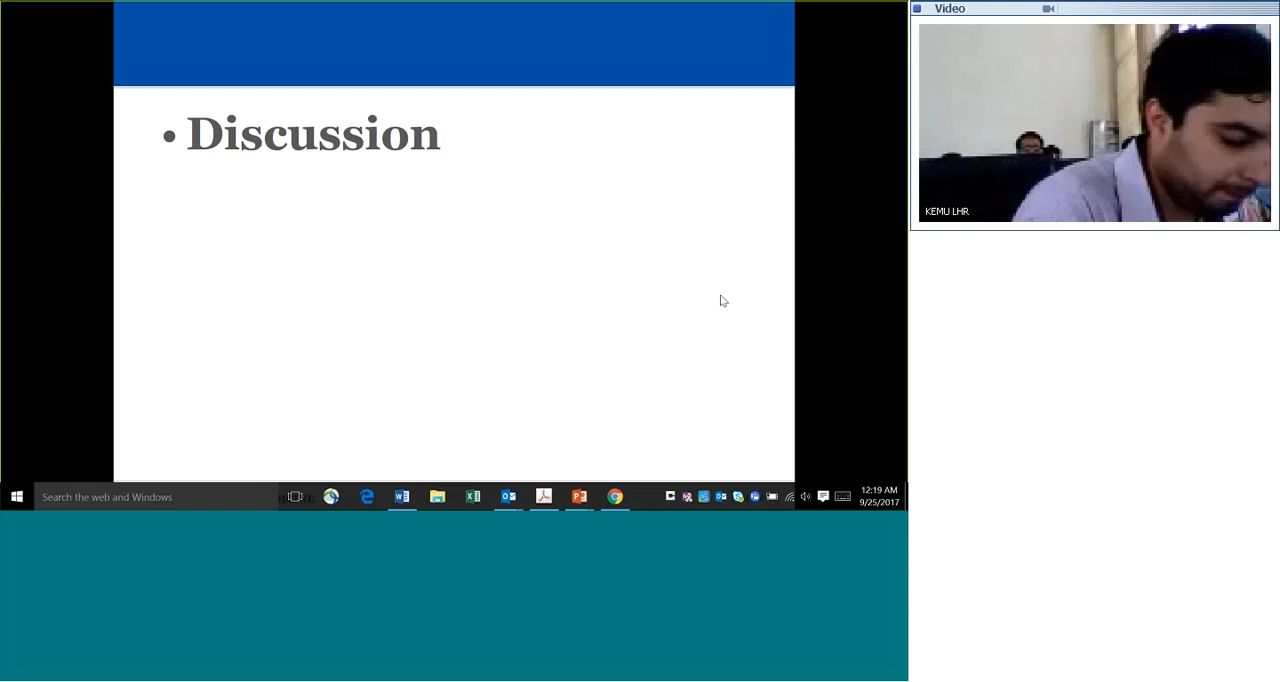 Video
• Discussion
KEMU LHR
Search the web and Windows
12:19 AM
9/25/2017